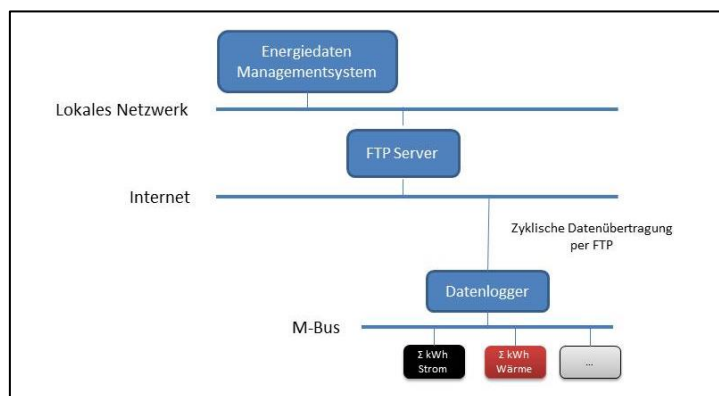 Energiedaten
Managementsystem
Lokales Netzwerk
FTP Server
Internet
Zyklische Datenübertragung
per FTP
Datenlogger
M-Bus
Σ kWh
Strom
Σ kWh
Wärme
...